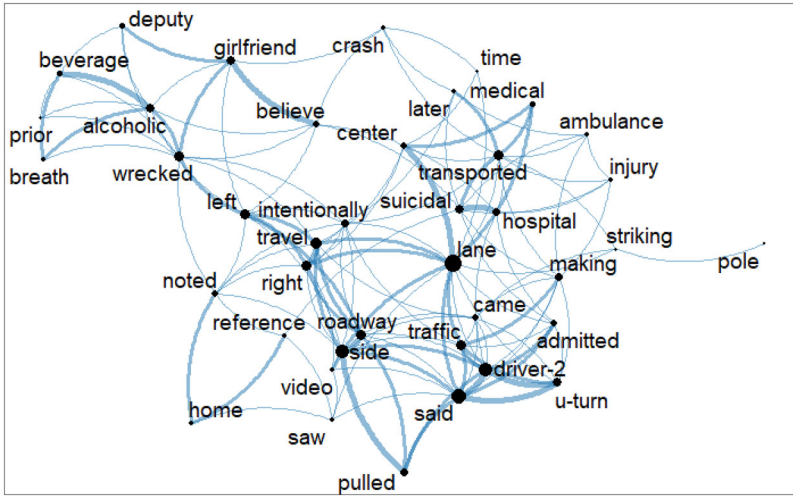 deputy
girlfriend
crash
beverage
time
medical
later
believe
alcoholic
ambulance
center
prior
breath
wrecked
transported
injury
left
intentionally
suicidal
hospital
travel
striking
lane
pole
noted
right
making
came
reference
roadway
traffic
admitted
side
driver-2
video
u-turn
home
said
saw
pulled